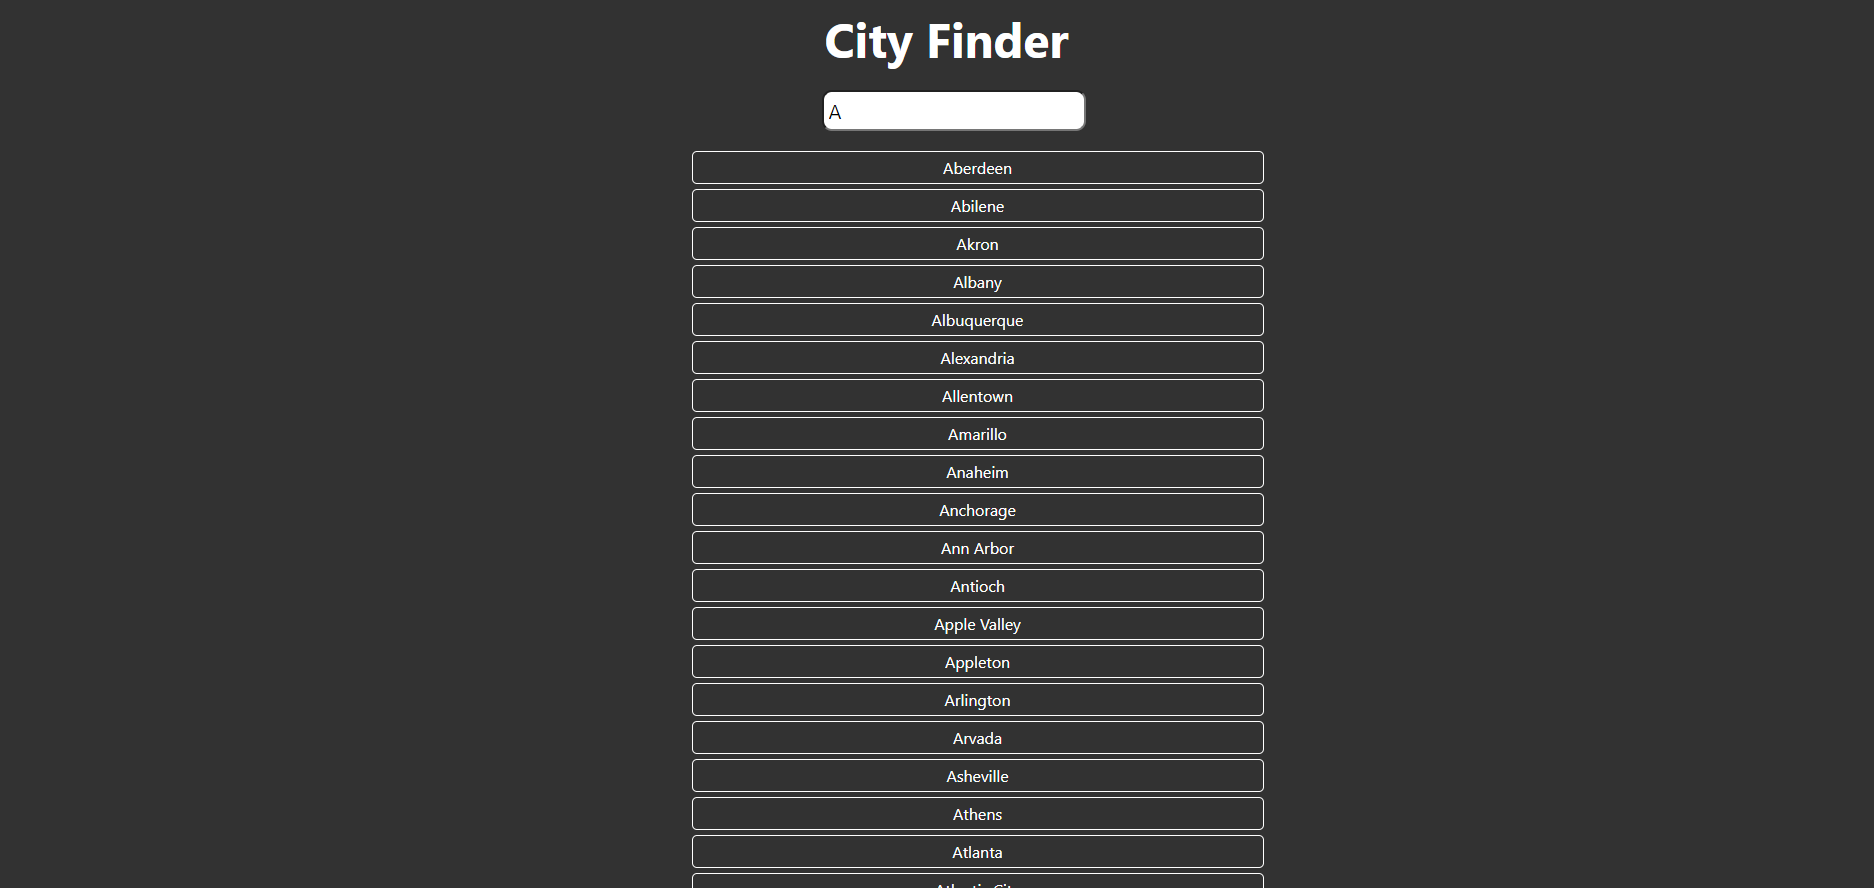 City Finder
A
Aberdeen
Abilene
Akron
Albany
Albuquerque
Alexandria
Allentown
Amarillo
Anaheim
Anchorage
Ann Arbor
Antioch
Apple Valley
Appleton
Arlington
Arvada
Asheville
Athens
Atlanta